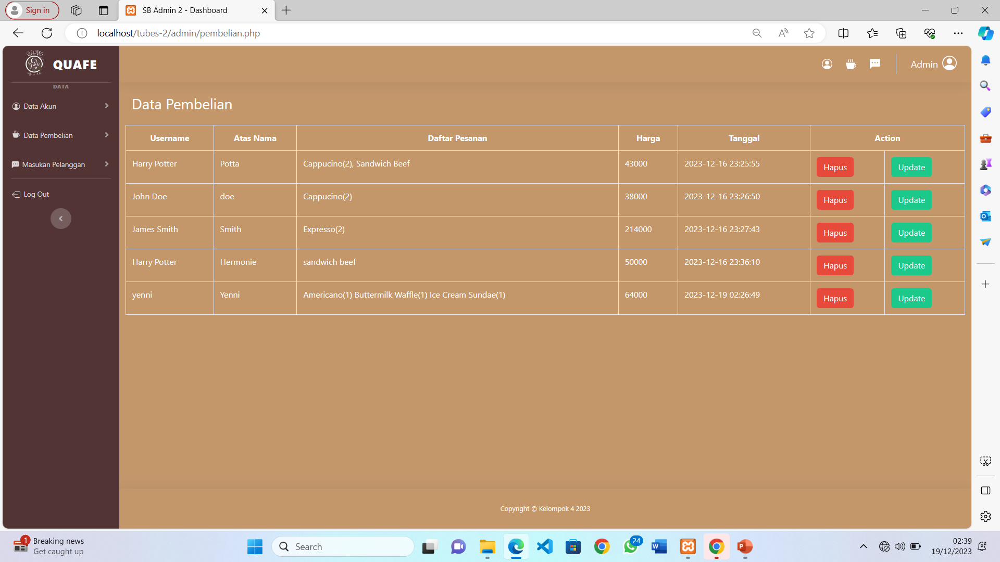 Sign in
SB Admin 2 - Dashboard
localhost/tubes-2/admin/pembelian.php
QUAFE
Admin
DATA
Data Akun
Data Pembelian
Masukan Pelanggan
Log Out
Data Pembelian
Username Atas Nama Daftar Pesanan Harga Tanggal Action
Harry Potter Potta Cappucino(2), Sandwich Beef 43000 2023-12-16 23:25:55 Hapus Update
John Doe doe Cappucino(2) 38000 2023-12-16 23:26:50 Hapus Update
James Smith Smith Expresso(2) 214000 2023-12-16 23:27:43 Hapus Update
Harry Potter Hermonie sandwich beef 50000 2023-12-16 23:36:10 Hapus Update
yenni Yenni Americano(1) Buttermilk Waffle(1) Ice Cream Sundae(1) 64000 2023-12-19 02:26:49 Hapus Update
Copyright © Kelompok 4 2023
1
Breaking news
Get caught up
Search
24
02:39
19/12/2023